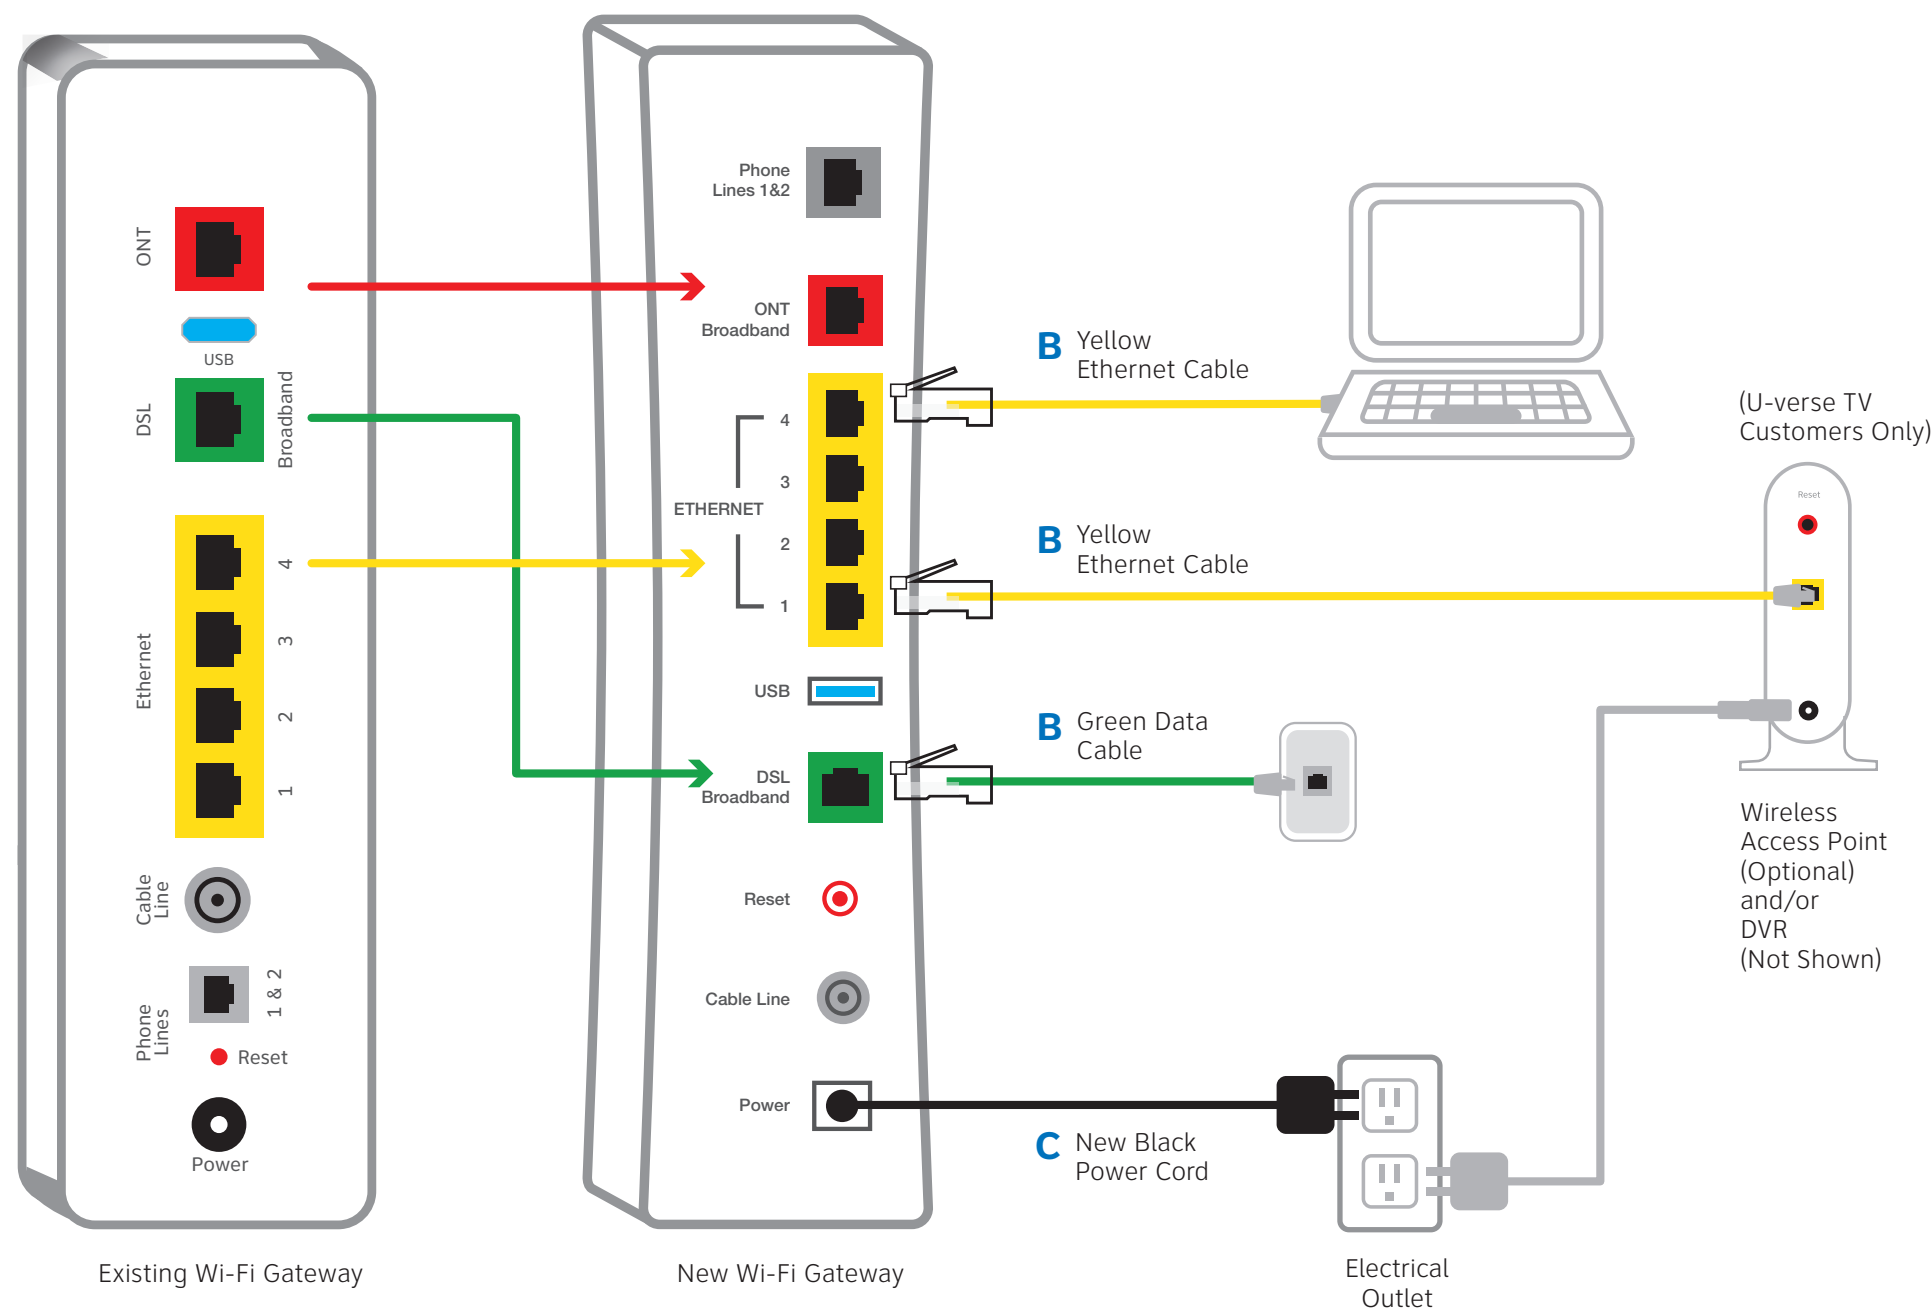 ONT
USB
DSL
Broadband
Ethernet
4
3
2
1
Cable
Line
Phone
Lines
1 & 2
Reset
Power
Existing Wi-Fi Gateway
Phone
Lines 1&2
ONT
Broadband
ETHERNET
4
3
2
1
USB
DSL
Broadband
Reset
Cable Line
Power
New Wi-Fi Gateway
B Yellow
Ethernet Cable
B Yellow
Ethernet Cable
B Green Data
Cable
C New Black
Power Cord
Electrical
Outlet
(U-verse TV
Customers Only)
Reset
Wireless
Access Point
(Optional)
and/or
DVR
(Not Shown)